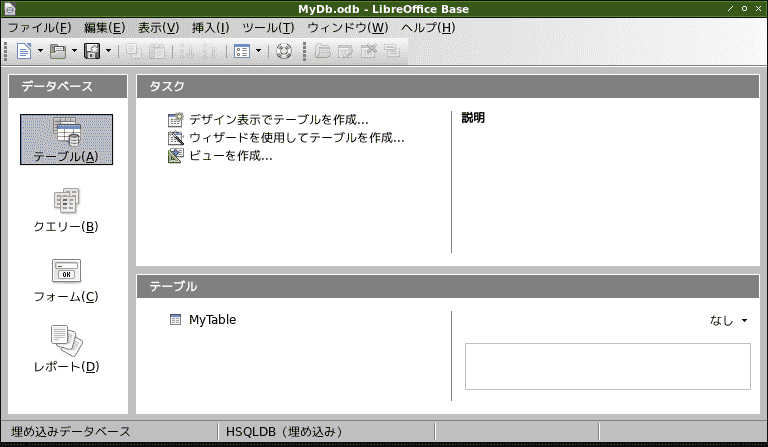 MyDb.odb - LibreOffice Base
ファイル(F) 編集(E) 表示(V) 挿入(I) ツール(T) ウィンドウ(W) ヘルプ(H)
データベース
テーブル(A)
クエリー(B)
OK
フォーム(C)
レポート(D)
タスク
デザイン表示でテーブルを作成...
ウィザードを使用してテーブルを作成...
ビューを作成...
説明
テーブル
MyTable
なし
埋め込みデータベース
HSQLDB（埋め込み）